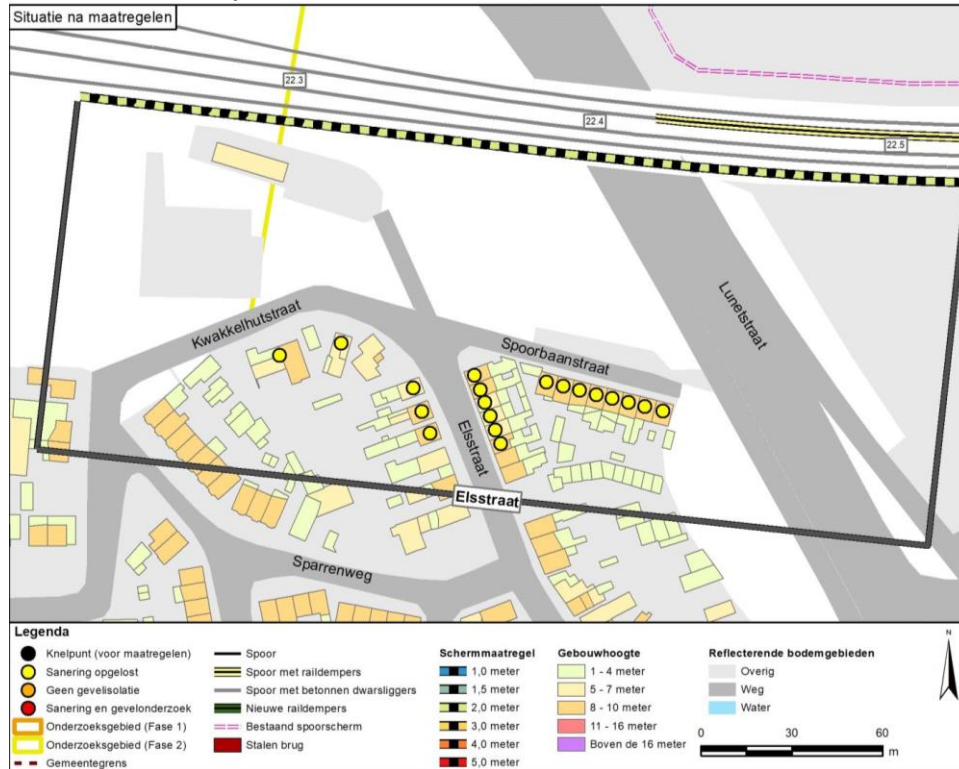 Situatie na maatregelen
22.3
22.4
22.5
Kwakkelhutstraat
Spoorbaanstraat
Lunetstraat
Elsstraat
Elsstraat
Sparrenweg
Legenda
Knelpunt (voor maatregelen)
Sanering opgelost
Geen gevelisolatie
Sanering en gevelonderzoek
Onderzoeksgebied (Fase 1)
Onderzoeksgebied (Fase 2)
Gemeentegrens
Spoor
Spoor met raildempers
Spoor met betonnen dwarsliggers
Nieuwe raildempers
Bestaand spoorscherm
Stalen brug
Schermmaatregel
1,0 meter
1,5 meter
2,0 meter
3,0 meter
4,0 meter
5,0 meter
Gebouwhoogte
1 - 4 meter
5 - 7 meter
8 - 10 meter
11 - 16 meter
Boven de 16 meter
Reflecterende bodemgebieden
Overig
Weg
Water
N
0 30 60
m